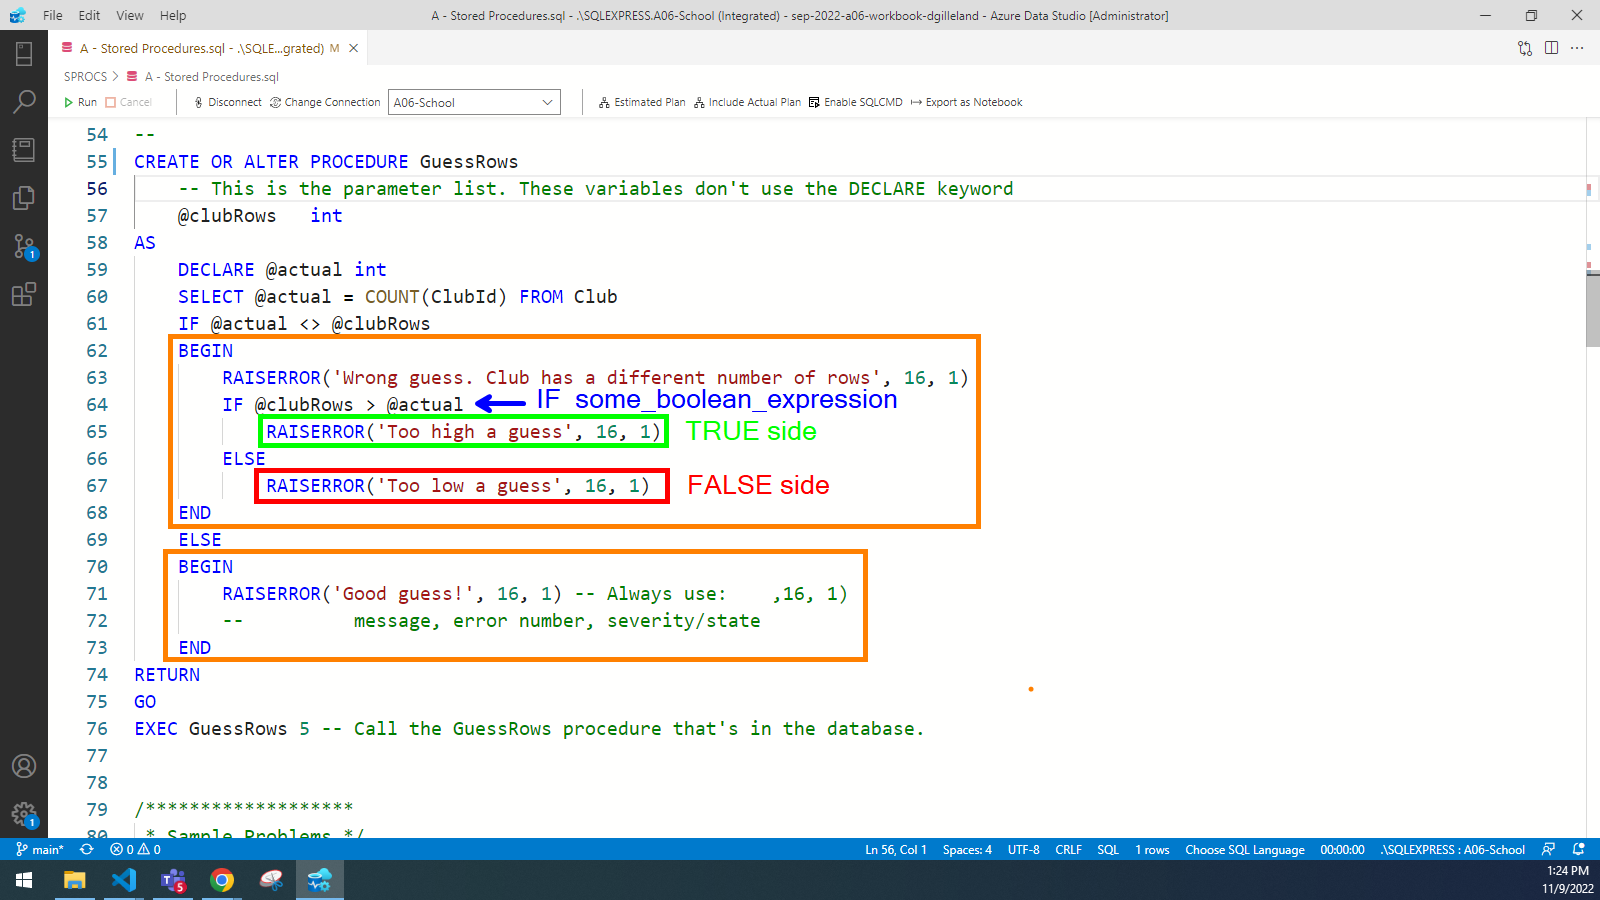 File Edit View Help
A - Stored Procedures.sql - .\SQLEXPRESS.A06-School (Integrated) - sep-2022-a06-workbook-dgilleland - Azure Data Studio [Administrator]
A - Stored Procedures.sql - .\SQLE...grated) M
SPROCS > A - Stored Procedures.sql
Run Cancel Disconnect Change Connection A06-School Estimated Plan Include Actual Plan Enable SQLCMD Export as Notebook
54 --
55 CREATE OR ALTER PROCEDURE GuessRows
56 -- This is the parameter list. These variables don't use the DECLARE keyword
57 @clubRows int
58 AS
59 DECLARE @actual int
60 SELECT @actual = COUNT(ClubId) FROM Club
61 IF @actual <> @clubRows
62 BEGIN
63 RAISERROR('Wrong guess. Club has a different number of rows', 16, 1)
64 IF @clubRows > @actual IF some_boolean_expression
65 RAISERROR('Too high a guess', 16, 1) TRUE side
66 ELSE
67 RAISERROR('Too low a guess', 16, 1) FALSE side
68 END
69 ELSE
70 BEGIN
71 RAISERROR('Good guess!', 16, 1) -- Always use: ,16, 1)
72 -- message, error number, severity/state
73 END
74 RETURN
75 GO
76 EXEC GuessRows 5 -- Call the GuessRows procedure that's in the database.
77
78
79 /*******************
80 * Sample Problems */
1
1
main* 0 0 Ln 56, Col 1 Spaces: 4 UTF-8 CRLF SQL 1 rows Choose SQL Language 00:00:00 .\SQLEXPRESS : A06-School
5
1:24 PM
11/9/2022